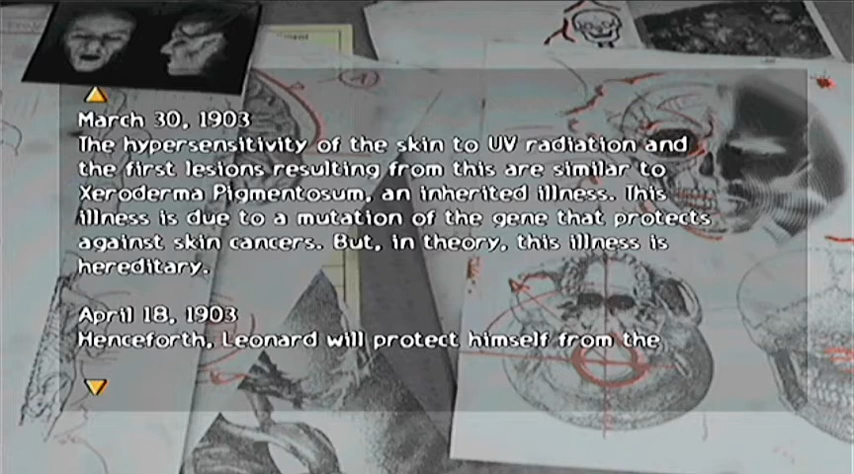 March 30, 1903
The hypersensitivity of the skin to UV radiation and
the first lesions resulting from this are similar to
Xeroderma Pigmentosum, an inherited illness. This
illness is due to a mutation of the gene that protects
against skin cancers. But, in theory, this illness is
hereditary.
April 18, 1903
Henceforth, Leonard will protect himself from the